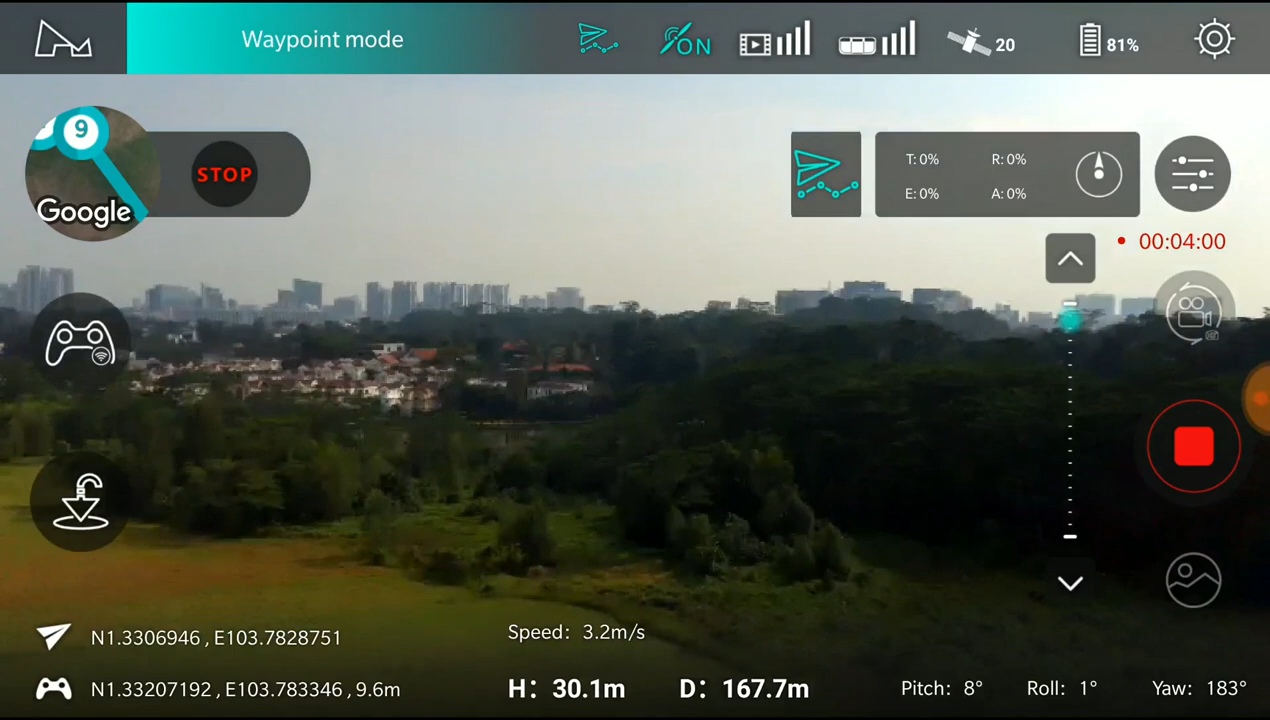 Waypoint mode
ON
20
81%
9
Google
STOP
T: 0%
R: 0%
E: 0%
A: 0%
00:04:00
N1.3306946 , E103.7828751
Speed: 3.2m/s
N1.33207192 , E103.783346 , 9.6m
H: 30.1m
D: 167.7m
Pitch: 8°
Roll: 1°
Yaw: 183°